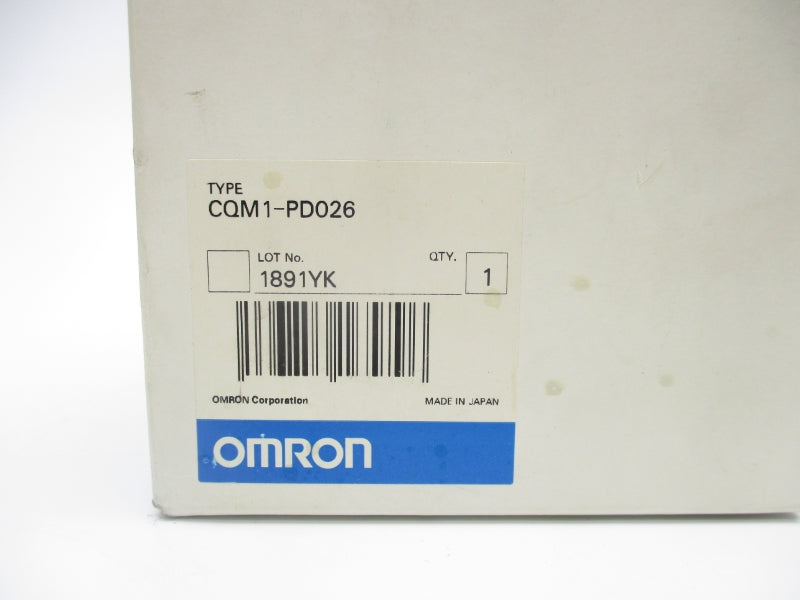 TYPE
CQM1-PD026
LOT No. QTY.
1891YK 1
OMRON Corporation MADE IN JAPAN
OMRON